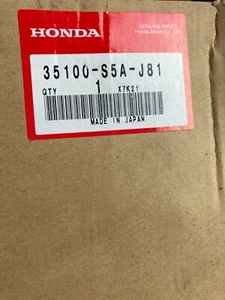 HONDA
GENUINE PARTS
Honda Motor Co., Ltd.
35100-S5A-J81
QTY 1 X7K21
MADE IN JAPAN